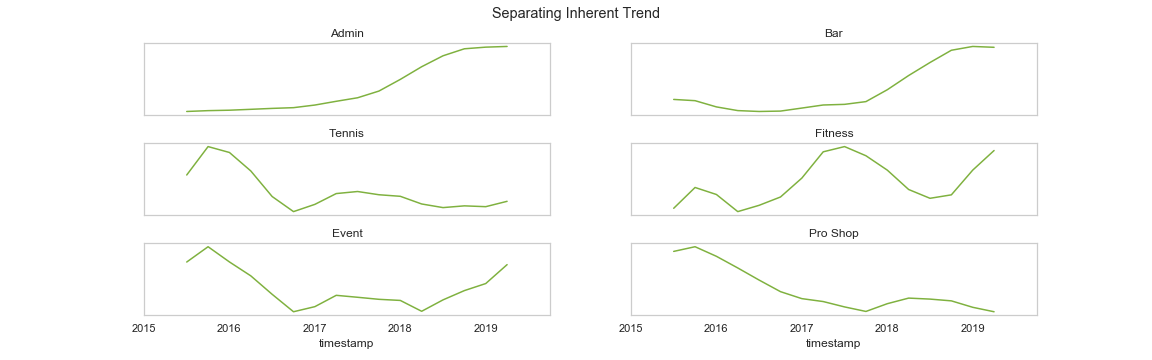 Separating Inherent Trend
Admin
Bar
Tennis
Fitness
Event
Pro Shop
2015 2016 2017 2018 2019
2015 2016 2017 2018 2019
timestamp
timestamp